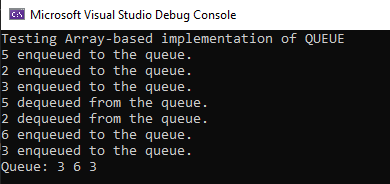 Microsoft Visual Studio Debug Console
Testing Array-based implementation of QUEUE
5 enqueued to the queue.
2 enqueued to the queue.
3 enqueued to the queue.
5 dequeued from the queue.
2 dequeued from the queue.
6 enqueued to the queue.
3 enqueued to the queue.
Queue: 3 6 3